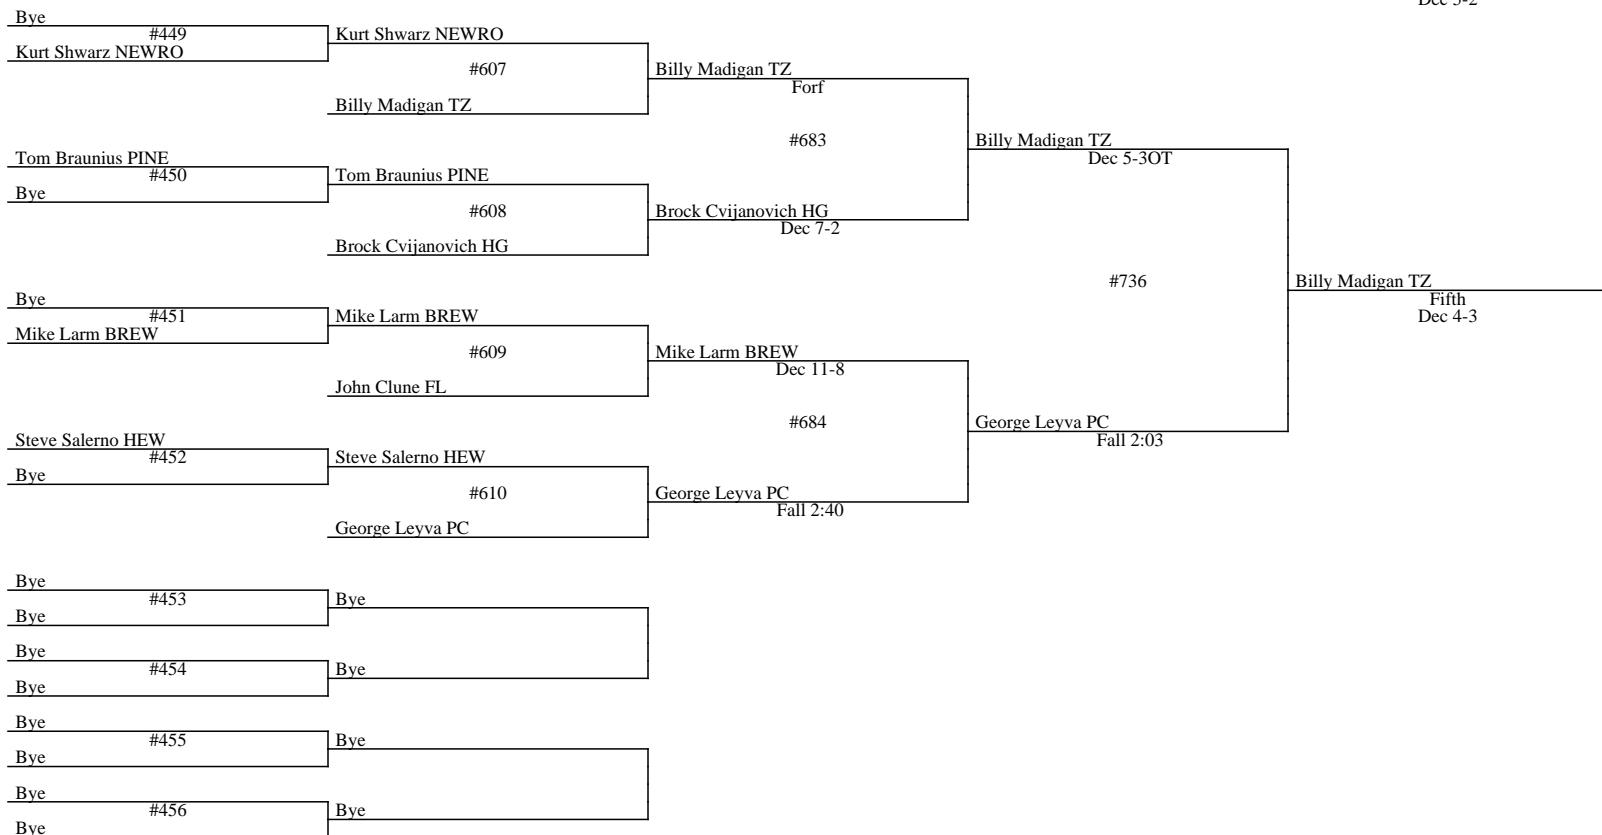 Dec 5-2
Bye
#449
Kurt Shwarz NEWRO
Kurt Shwarz NEWRO
#607
Billy Madigan TZ
Billy Madigan TZ
Forf
#683
Billy Madigan TZ
Dec 5-3OT
Tom Braunius PINE
#450
Bye
Tom Braunius PINE
#608
Brock Cvijanovich HG
Brock Cvijanovich HG
Dec 7-2
#736
Billy Madigan TZ
Fifth
Dec 4-3
Bye
#451
Mike Larm BREW
Mike Larm BREW
#609
John Clune FL
Mike Larm BREW
Dec 11-8
#684
George Leyva PC
Fall 2:03
Steve Salerno HEW
#452
Bye
Steve Salerno HEW
#610
George Leyva PC
George Leyva PC
Fall 2:40
Bye
#453
Bye
Bye
Bye
#454
Bye
Bye
Bye
#455
Bye
Bye
Bye
#456
Bye
Bye